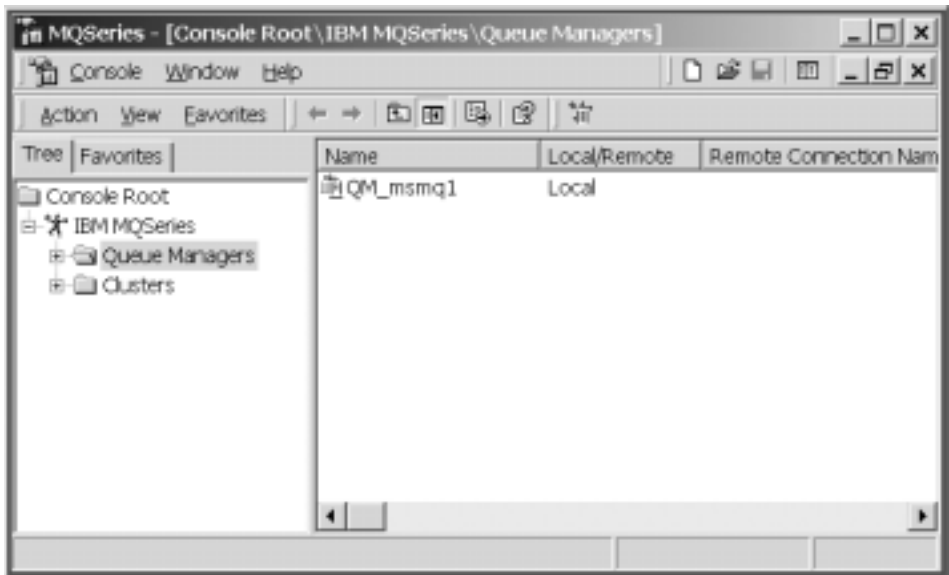 MQSeries - [Console Root\IBM MQSeries\Queue Managers]
Console Window Help
Action View Favorites
Tree Favorites
Name Local/Remote Remote Connection Nam
Console Root
QM_msmq1 Local
IBM MQSeries
Queue Managers
Clusters